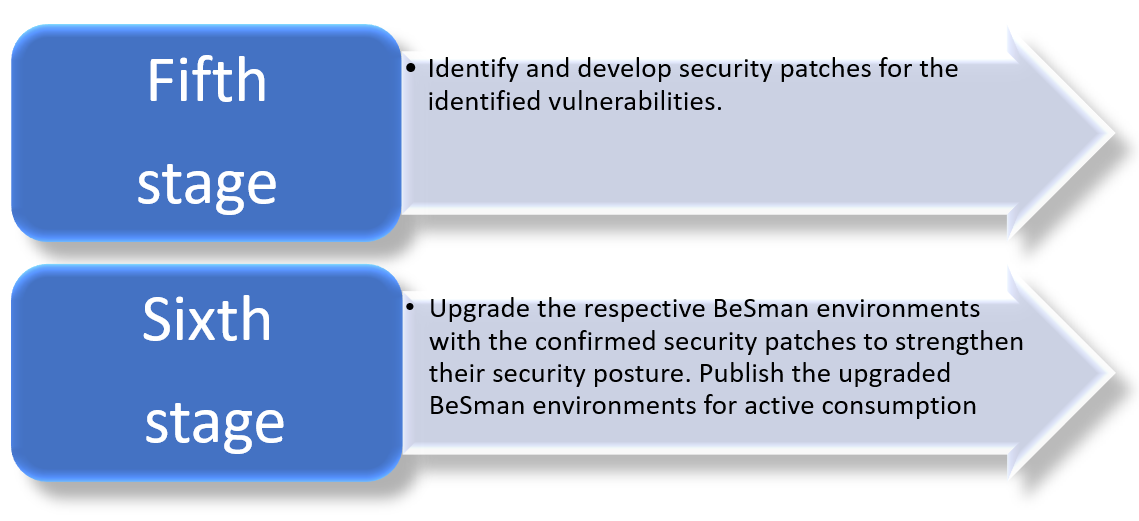 Fifth
stage
• Identify and develop security patches for the
identified vulnerabilities.
Sixth
stage
• Upgrade the respective BeSman environments
with the confirmed security patches to strengthen
their security posture. Publish the upgraded
BeSman environments for active consumption